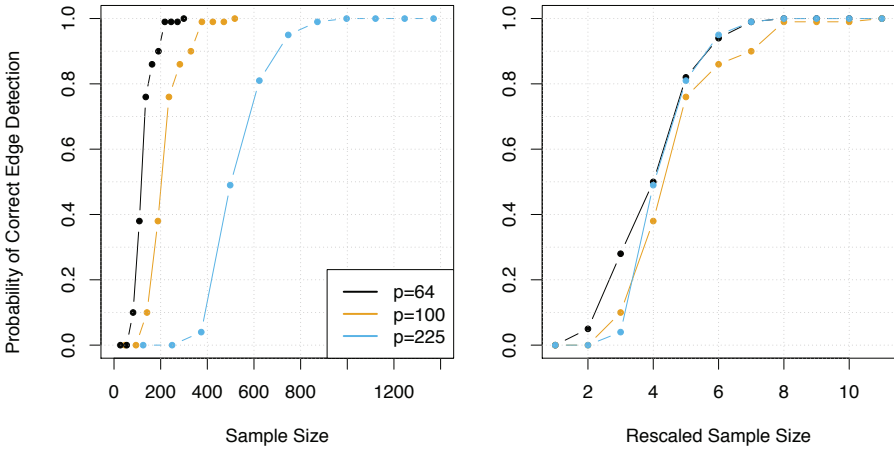 Probability of Correct Edge Detection
1.0
0.8
0.6
0.4
0.2
0.0
0 200 400 600 800 1200
Sample Size
p=64
p=100
p=225
1.0
0.8
0.6
0.4
0.2
0.0
2 4 6 8 10
Rescaled Sample Size